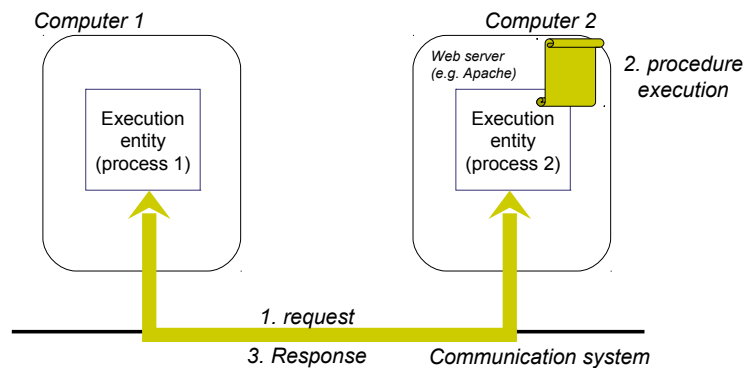 Computer 1
Computer 2
Web server
(e.g. Apache)
2. procedure
execution
Execution
entity
(process 1)
Execution
entity
(process 2)
1. request
3. Response
Communication system